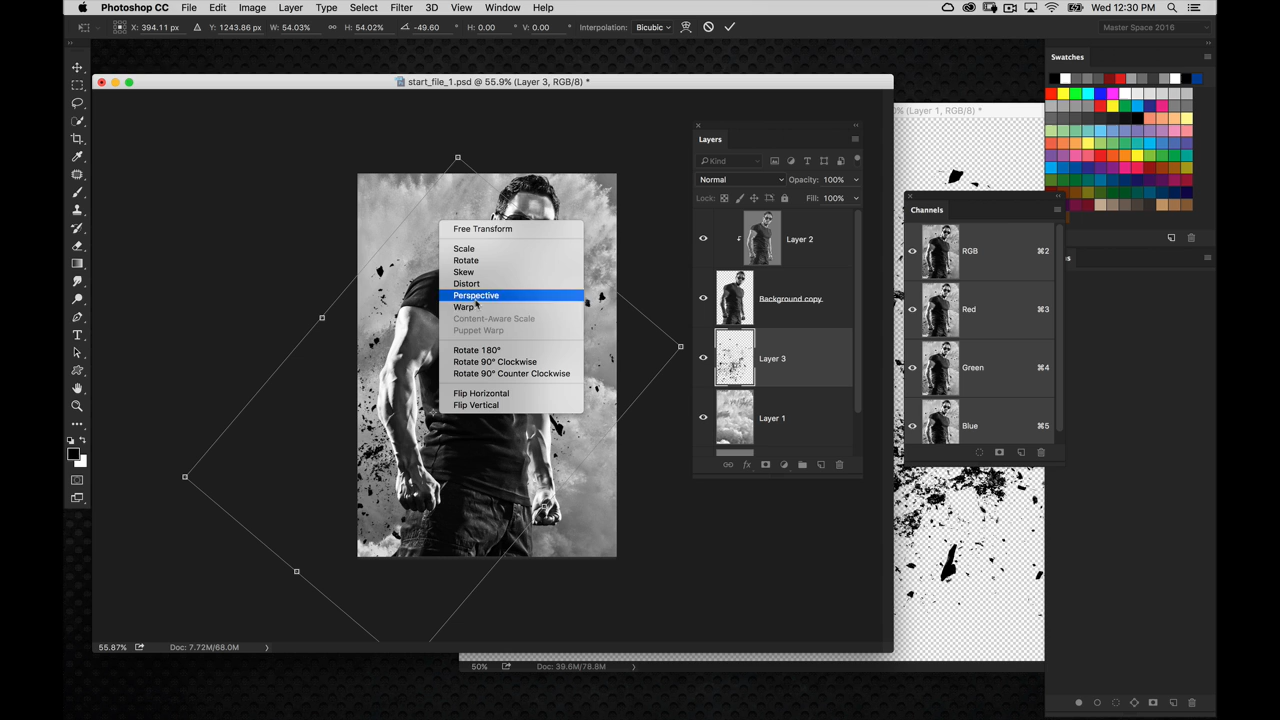 Photoshop CC File Edit Image Layer Type Select Filter 3D View Window Help Wed 12:30 PM
X: 394.11 px Y: 1243.86 px W: 54.03% H: 54.02% -49.60 ° H: 0.00 ° V: 0.00 ° Interpolation: Bicubic Master Space 2016
Swatches
start_file_1.psd @ 55.9% (Layer 3, RGB/8) *
% (Layer 1, RGB/8) *
Layers
Kind
Normal Opacity: 100%
Lock: Fill: 100%
Layer 2
Background copy
Layer 3
Layer 1
Channels
RGB ⌘2
Red ⌘3
Green ⌘4
Blue ⌘5
Free Transform
Scale
Rotate
Skew
Distort
Perspective
Warp
Content-Aware Scale
Puppet Warp
Rotate 180°
Rotate 90° Clockwise
Rotate 90° Counter Clockwise
Flip Horizontal
Flip Vertical
55.87% Doc: 7.72M/68.0M
50% Doc: 39.6M/78.8M